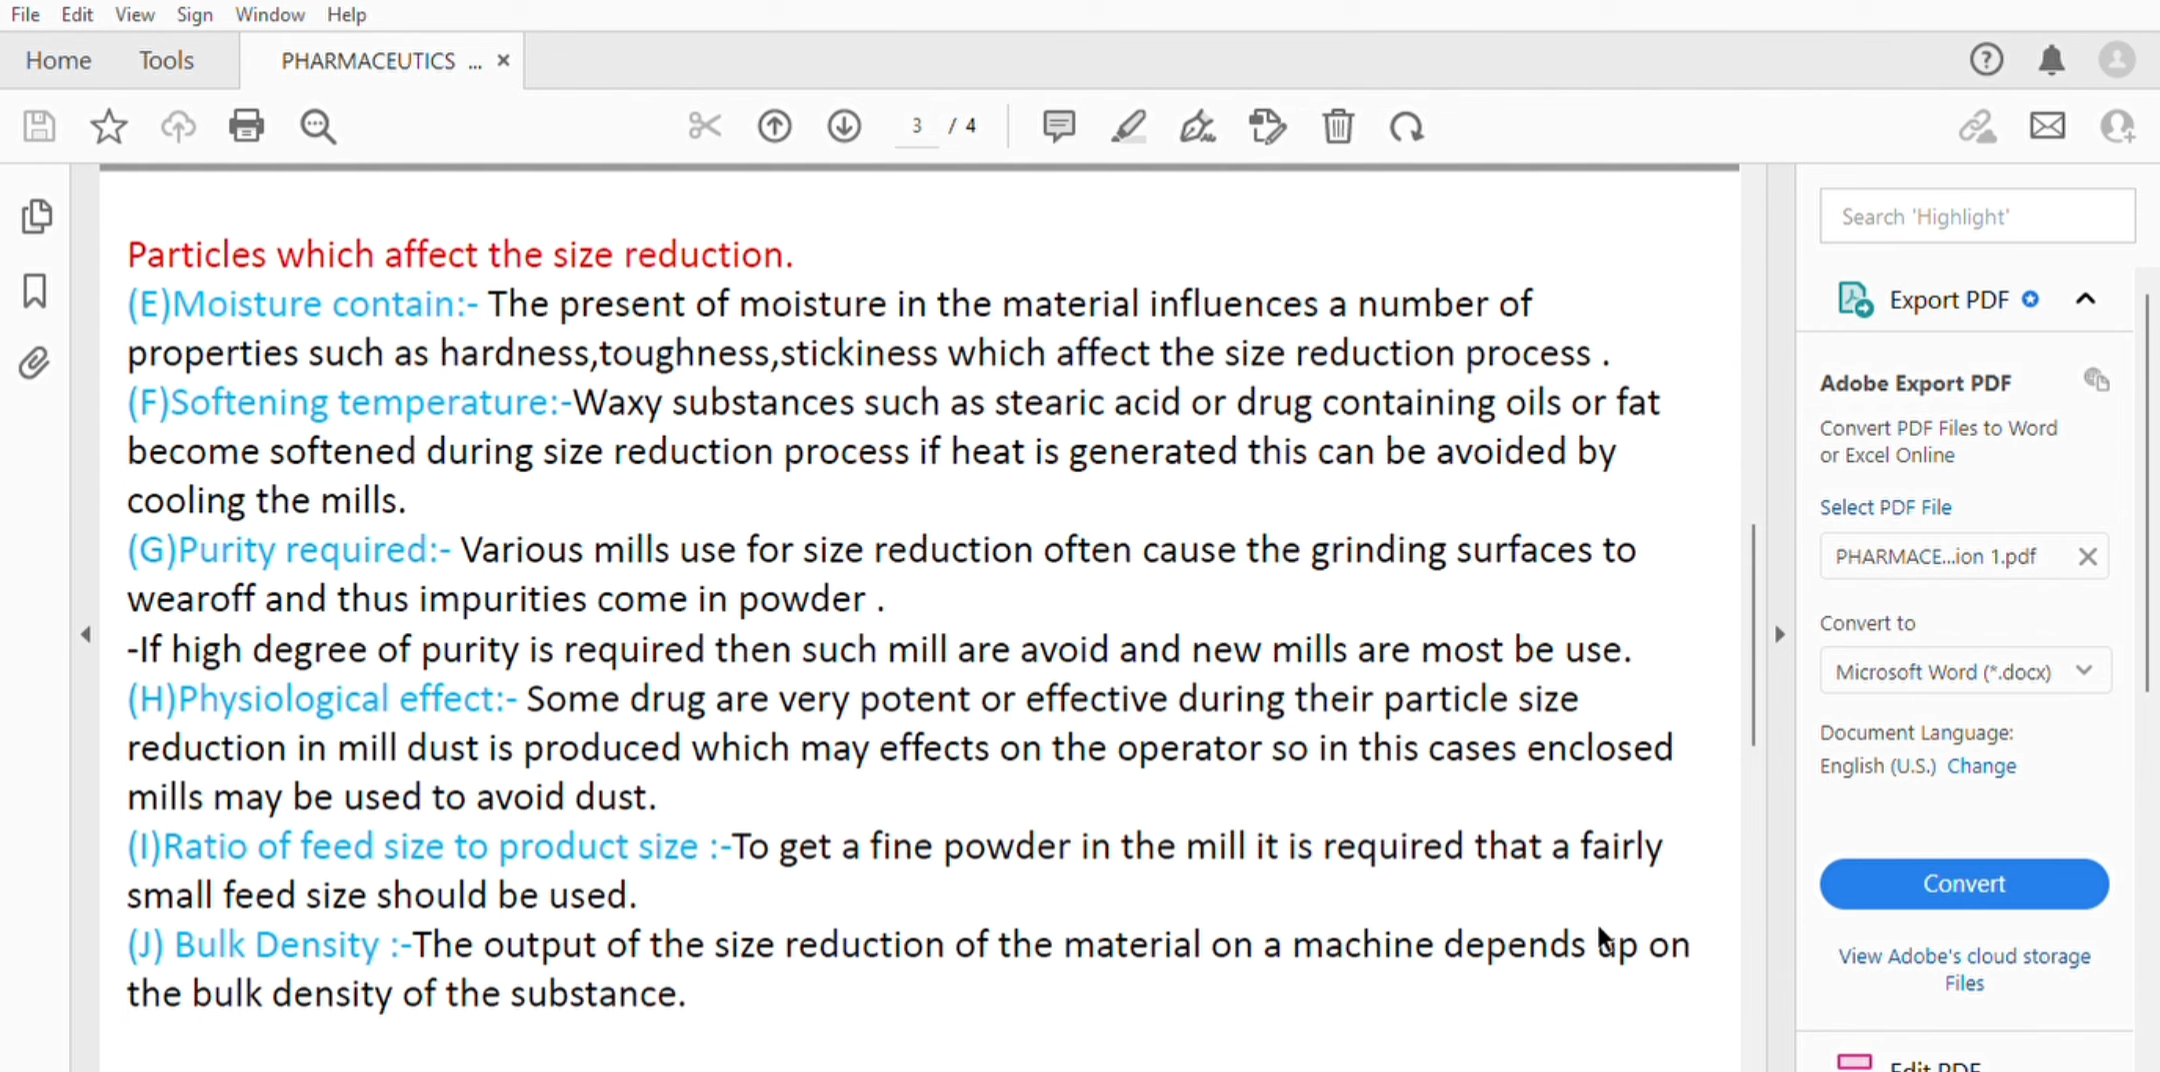 File Edit View Sign Window Help
Home Tools PHARMACEUTICS ... ×
3 / 4
Search 'Highlight'
Particles which affect the size reduction.
(E)Moisture contain:- The present of moisture in the material influences a number of
properties such as hardness,toughness,stickiness which affect the size reduction process .
(F)Softening temperature:-Waxy substances such as stearic acid or drug containing oils or fat
become softened during size reduction process if heat is generated this can be avoided by
cooling the mills.
(G)Purity required:- Various mills use for size reduction often cause the grinding surfaces to
wearoff and thus impurities come in powder .
-If high degree of purity is required then such mill are avoid and new mills are most be use.
(H)Physiological effect:- Some drug are very potent or effective during their particle size
reduction in mill dust is produced which may effects on the operator so in this cases enclosed
mills may be used to avoid dust.
(I)Ratio of feed size to product size :-To get a fine powder in the mill it is required that a fairly
small feed size should be used.
(J) Bulk Density :-The output of the size reduction of the material on a machine depends up on
the bulk density of the substance.
Export PDF
Adobe Export PDF
Convert PDF Files to Word
or Excel Online
Select PDF File
PHARMACE...ion 1.pdf
Convert to
Microsoft Word (*.docx)
Document Language:
English (U.S.) Change
Convert
View Adobe's cloud storage
Files
Edit PDF